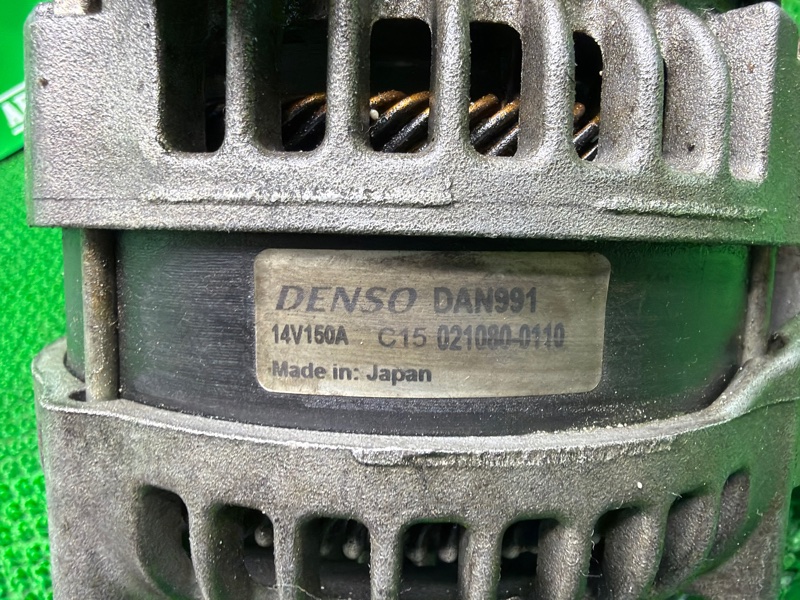 DENSO DAN991
14V150A C15 021080-0110
Made in: Japan